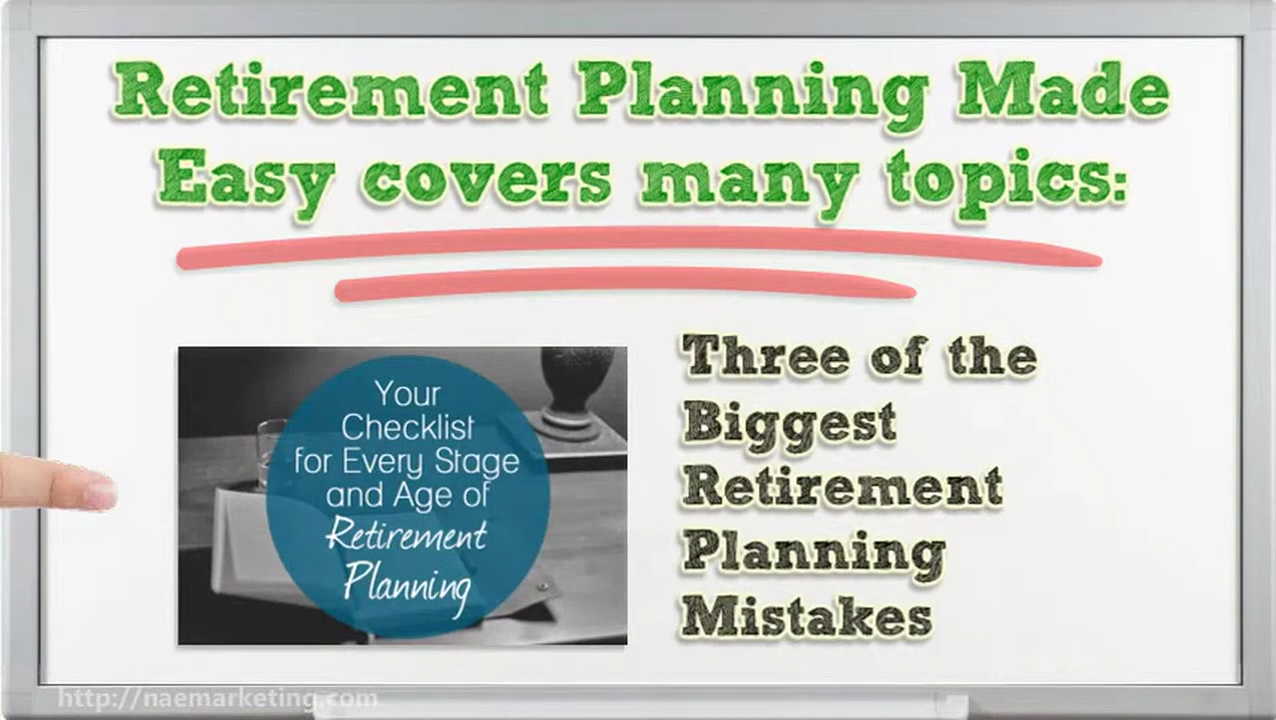 Retirement Planning Made
Easy covers many topics:
Your
Checklist
for Every Stage
and Age of
Retirement
Planning
Three of the
Biggest
Retirement
Planning
Mistakes
http://naemarketing.com